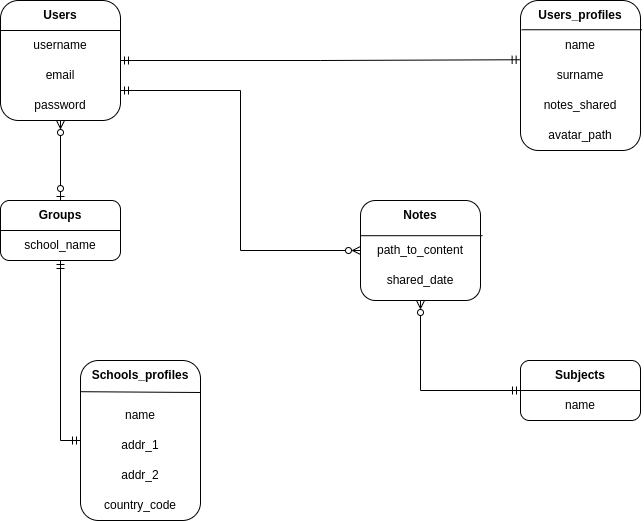 Users
username
email
password
Users_profiles
name
surname
notes_shared
avatar_path
Groups
school_name
Notes
path_to_content
shared_date
Schools_profiles
name
addr_1
addr_2
country_code
Subjects
name